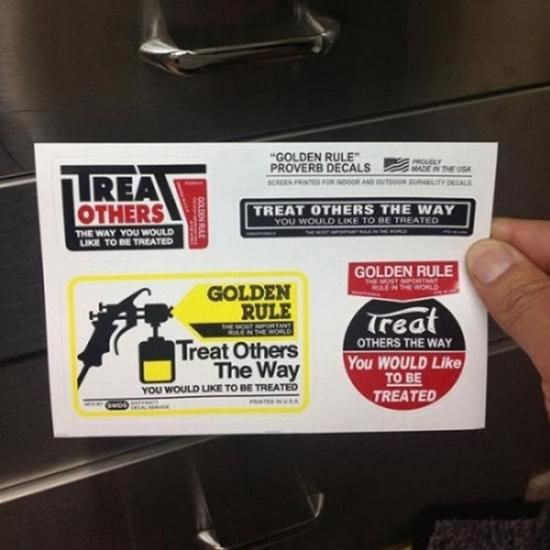 TREAT
OTHERS
THE WAY YOU WOULD
LIKE TO BE TREATED
GOLDEN RULE
"GOLDEN RULE"
PROVERB DECALS
PROUDLY
MADE IN THE USA
SCREEN PRINTED FOR INDOOR AND OUTDOOR DURABILITY DECALS.
TREAT OTHERS THE WAY
YOU WOULD LIKE TO BE TREATED
THE MOST IMPORTANT RULE IN THE WORLD
GOLDEN
RULE
THE MOST IMPORTANT
RULE IN THE WORLD
Treat Others
The Way
YOU WOULD LIKE TO BE TREATED
MFG BY
DECAL SERVICE
PRINTED IN U.S.A.
GOLDEN RULE
THE MOST IMPORTANT
RULE IN THE WORLD
Treat
OTHERS THE WAY
You WOULD Like
TO BE
TREATED